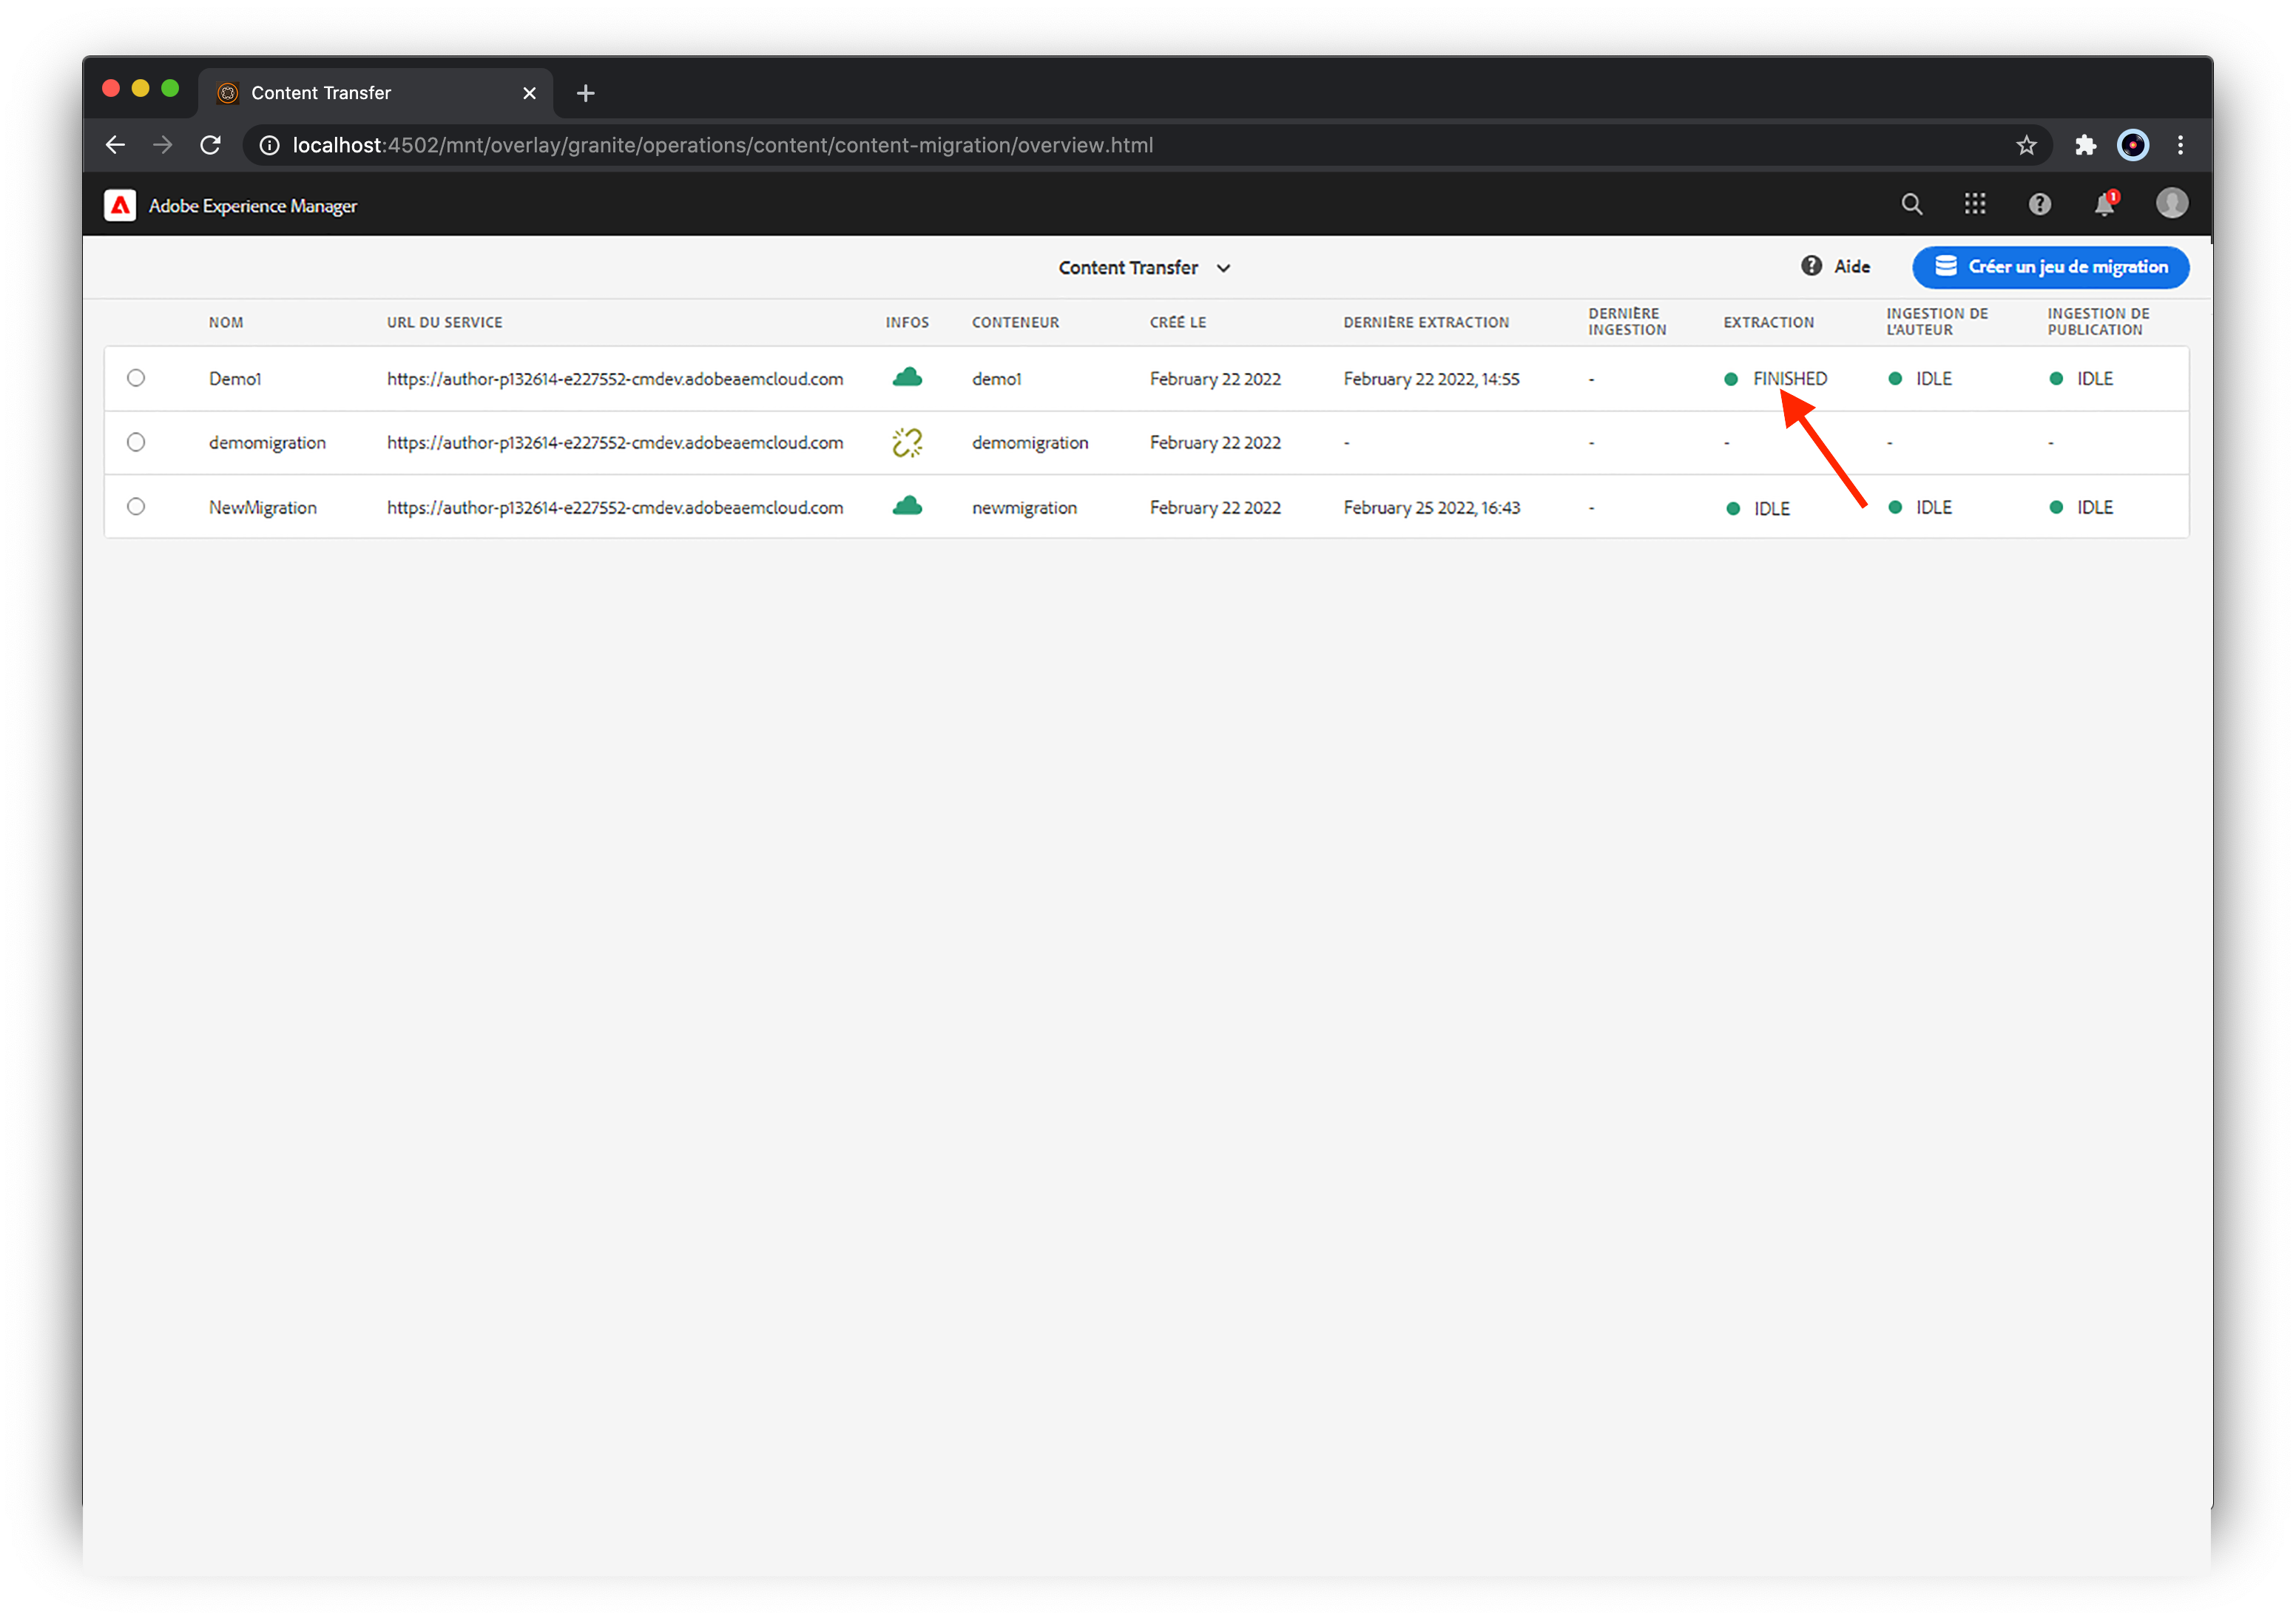 Content Transfer
localhost:4502/mnt/overlay/granite/operations/content/content-migration/overview.html
Adobe Experience Manager
1
Content Transfer
Aide
Créer un jeu de migration
NOM URL DU SERVICE INFOS CONTENEUR CRÉÉ LE DERNIÈRE EXTRACTION DERNIÈRE INGESTION EXTRACTION INGESTION DE L'AUTEUR INGESTION DE PUBLICATION
Demo1 https://author-p132614-e227552-cmdev.adobeaemcloud.com demo1 February 22 2022 February 22 2022, 14:55 - FINISHED IDLE IDLE
demomigration https://author-p132614-e227552-cmdev.adobeaemcloud.com demomigration February 22 2022 - - - - -
NewMigration https://author-p132614-e227552-cmdev.adobeaemcloud.com newmigration February 22 2022 February 25 2022, 16:43 - IDLE IDLE IDLE